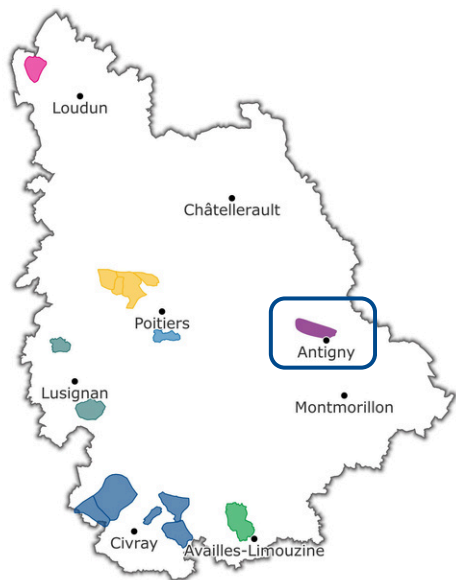 Loudun
Châtellerault
Poitiers
Antigny
Lusignan
Montmorillon
Civray
Availles-Limouzine